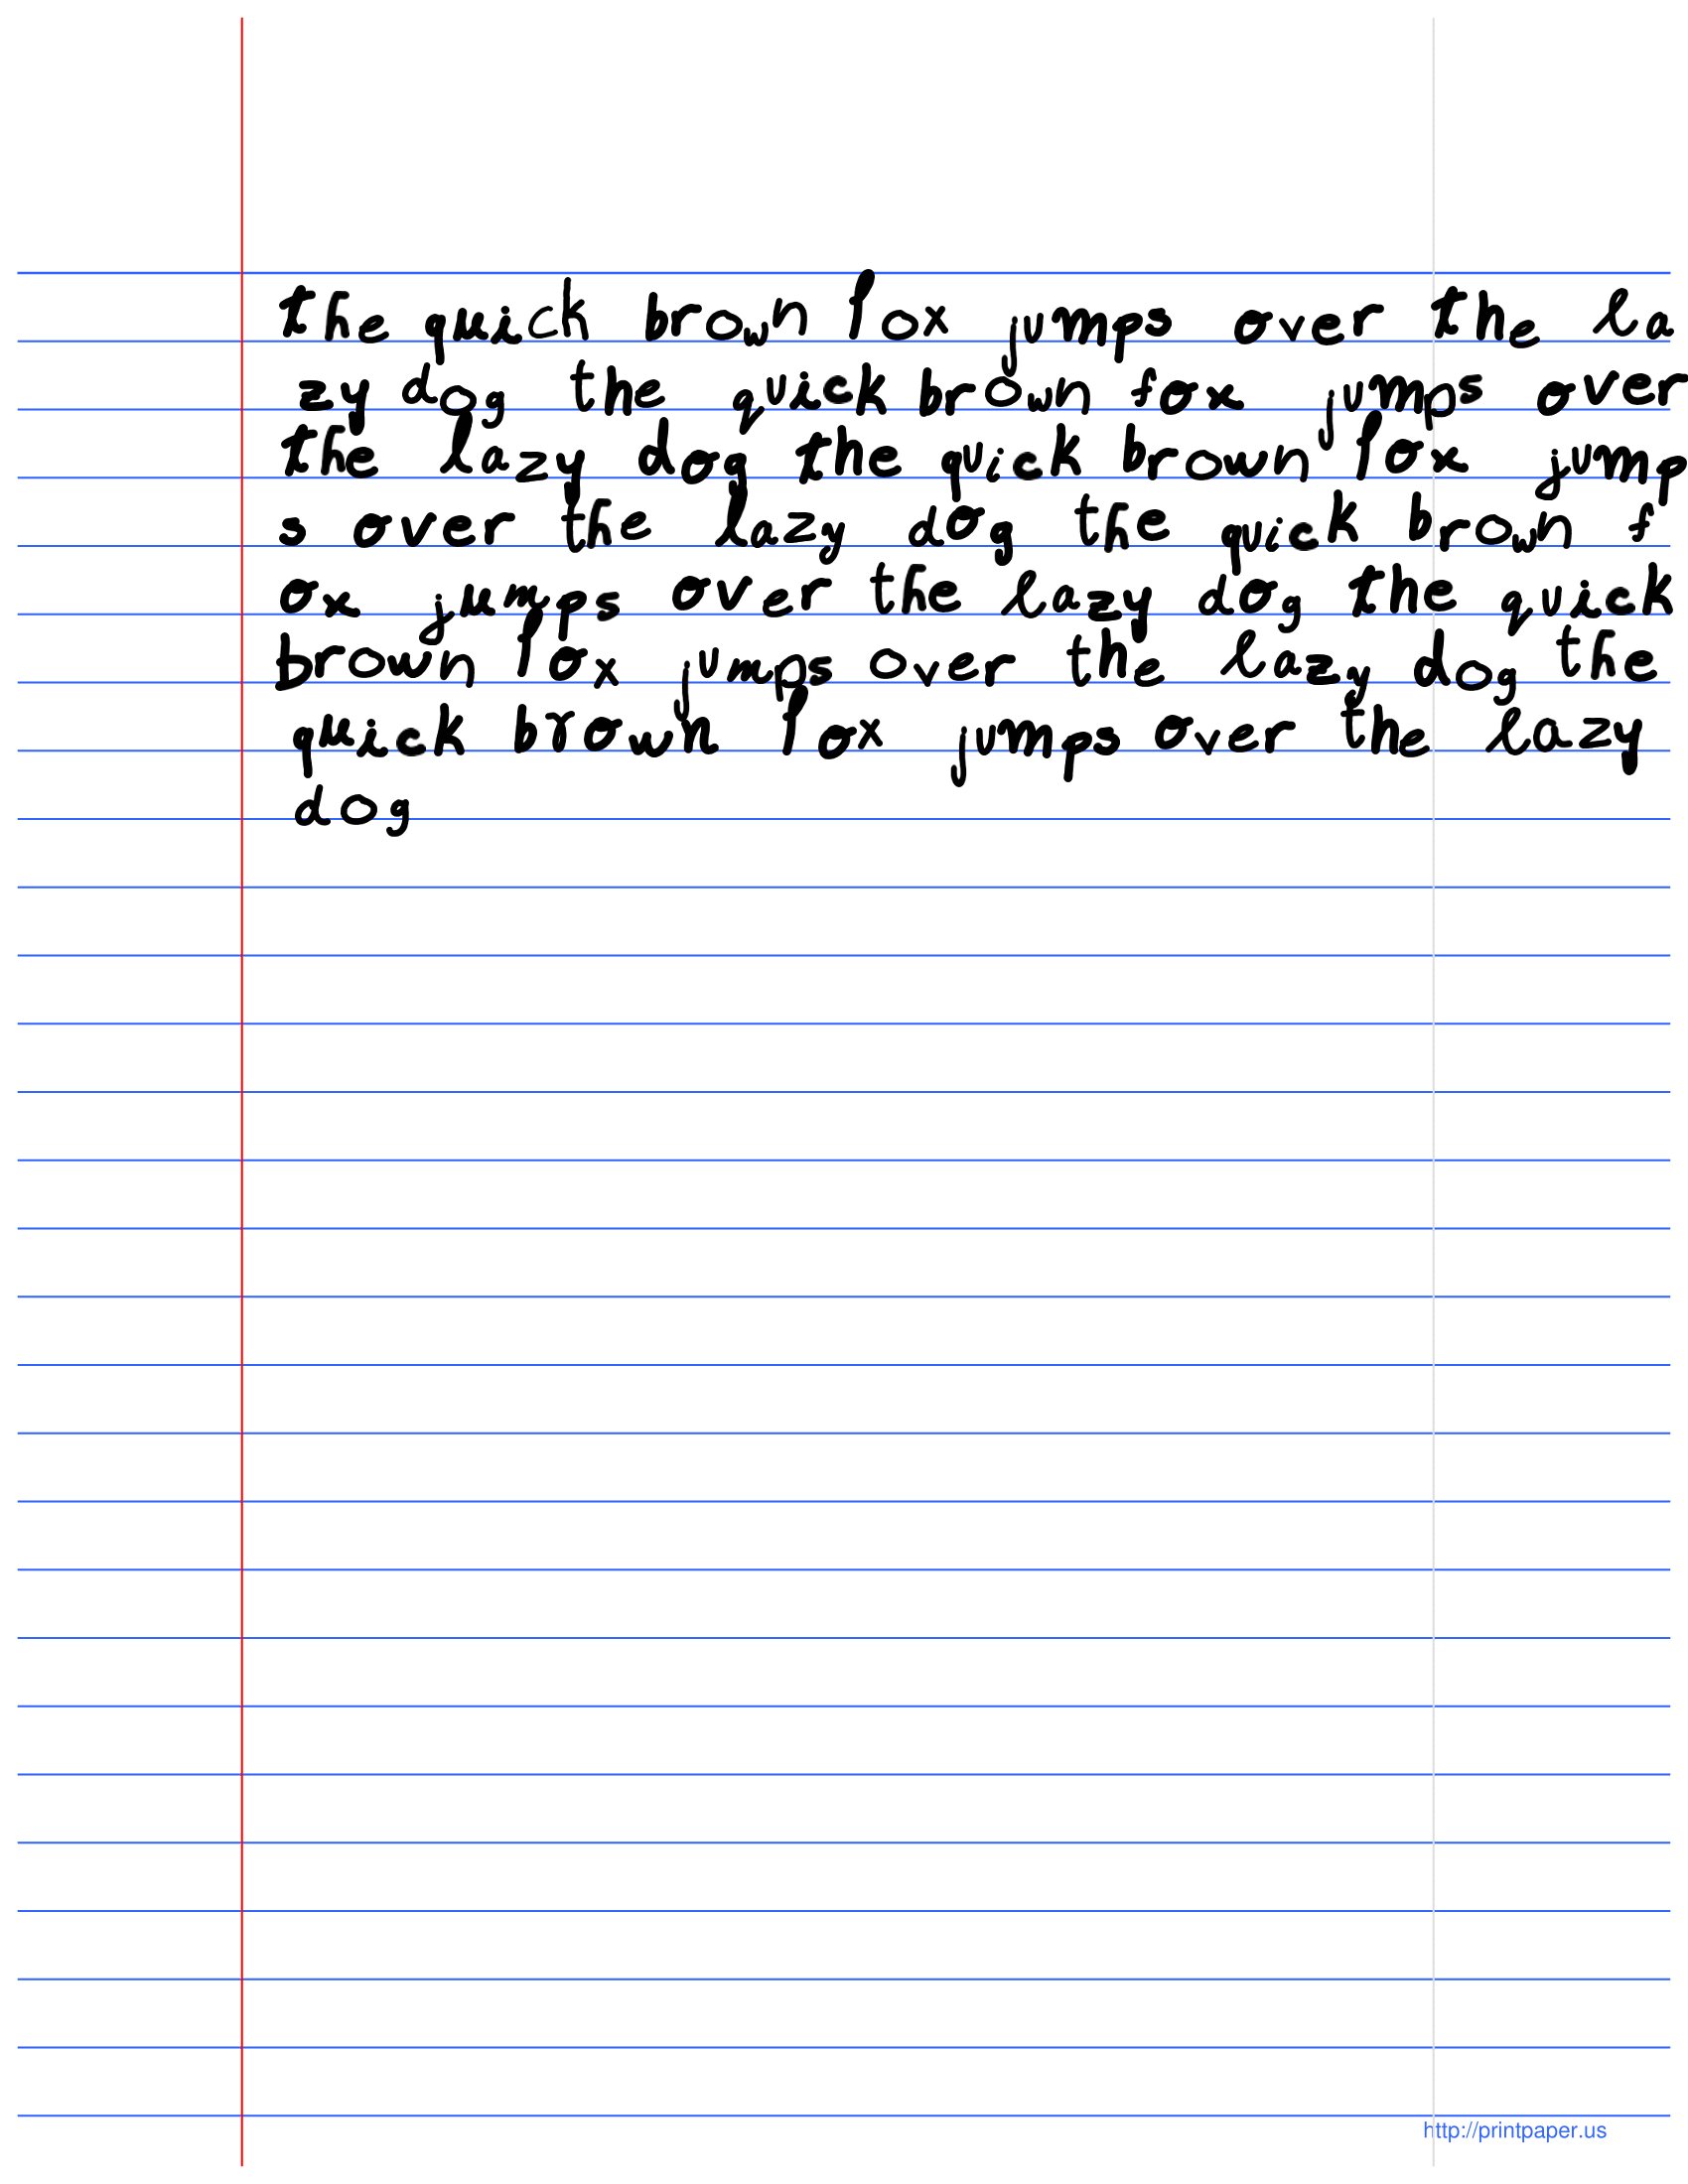 the quick brown fox jumps over the la
zy dog the quick brown fox jumps over
the lazy dog the quick brown fox jump
s over the lazy dog the quick brown f
ox jumps over the lazy dog the quick
brown fox jumps over the lazy dog the
quick brown fox jumps over the lazy
dog
http://printpaper.us